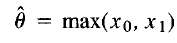 θ̂ = max(x₀, x₁)